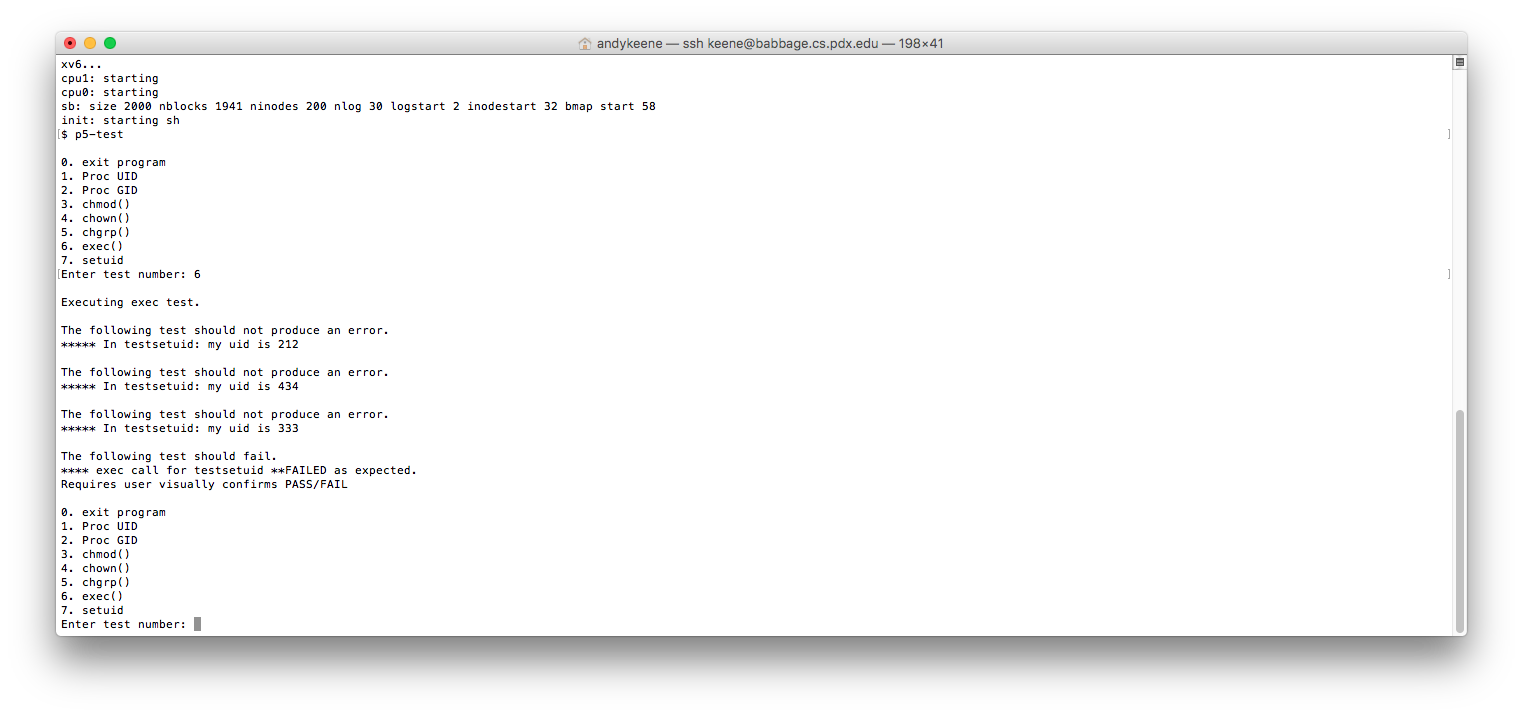 andykeene — ssh keene@babbage.cs.pdx.edu — 198×41
xv6...
cpu1: starting
cpu0: starting
sb: size 2000 nblocks 1941 ninodes 200 nlog 30 logstart 2 inodestart 32 bmap start 58
init: starting sh
[$ p5-test ]
0. exit program
1. Proc UID
2. Proc GID
3. chmod()
4. chown()
5. chgrp()
6. exec()
7. setuid
[Enter test number: 6 ]
Executing exec test.
The following test should not produce an error.
***** In testsetuid: my uid is 212
The following test should not produce an error.
***** In testsetuid: my uid is 434
The following test should not produce an error.
***** In testsetuid: my uid is 333
The following test should fail.
**** exec call for testsetuid **FAILED as expected.
Requires user visually confirms PASS/FAIL
0. exit program
1. Proc UID
2. Proc GID
3. chmod()
4. chown()
5. chgrp()
6. exec()
7. setuid
Enter test number: